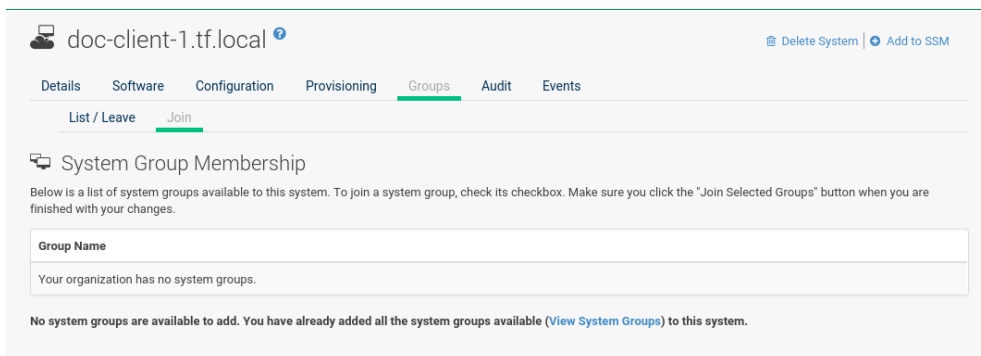 doc-client-1.tf.local ?
Delete System | Add to SSM
Details Software Configuration Provisioning Groups Audit Events
List / Leave Join
System Group Membership
Below is a list of system groups available to this system. To join a system group, check its checkbox. Make sure you click the "Join Selected Groups" button when you are
finished with your changes.
Group Name
Your organization has no system groups.
No system groups are available to add. You have already added all the system groups available (View System Groups) to this system.